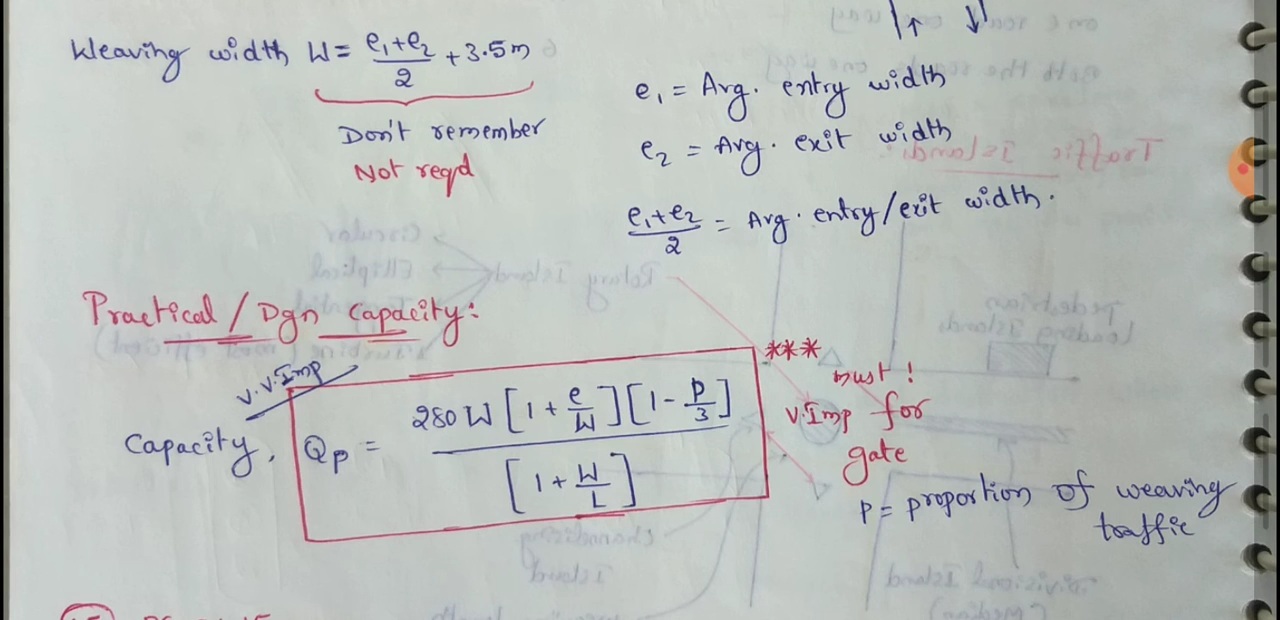 Weaving width W = (e₁+e₂)/2 + 3.5m
Don't remember
Not reqd
e₁ = Avg. entry width
e₂ = Avg. exit width
(e₁+e₂)/2 = Avg. entry/exit width.
Practical / Dgn capacity:
V.V.Imp
Capacity, Qp = 280 W [1 + e/W] [1 - P/3] / [1 + W/L]
***
must !
V.Imp for
gate
P = proportion of weaving
traffic